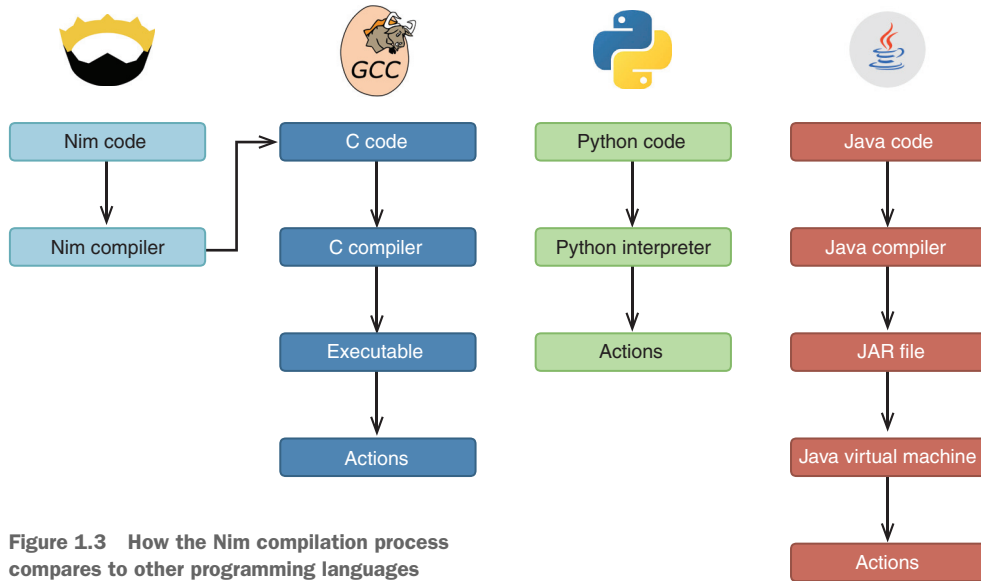 GCC
Nim code
Nim compiler
C code
C compiler
Executable
Actions
Python code
Python interpreter
Actions
Java code
Java compiler
JAR file
Java virtual machine
Actions
Figure 1.3 How the Nim compilation process
compares to other programming languages